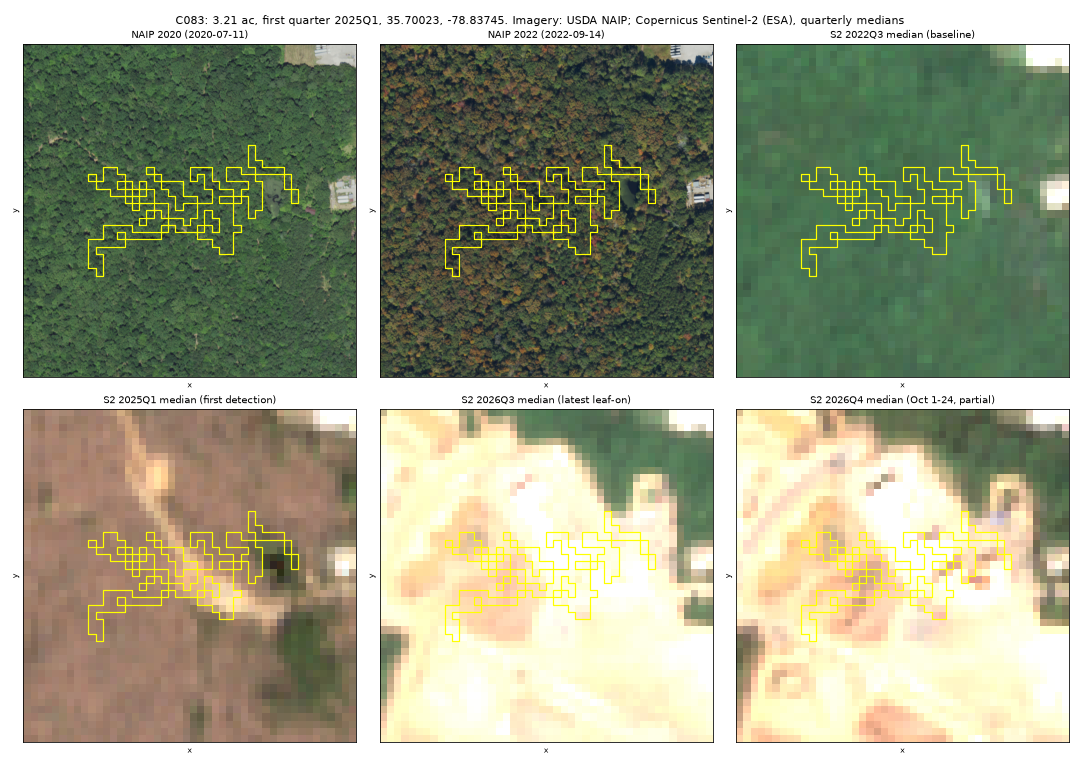 C083: 3.21 ac, first quarter 2025Q1, 35.70023, -78.83745. Imagery: USDA NAIP; Copernicus Sentinel-2 (ESA), quarterly medians
NAIP 2020 (2020-07-11)
NAIP 2022 (2022-09-14)
S2 2022Q3 median (baseline)
y
x
y
x
y
x
S2 2025Q1 median (first detection)
S2 2026Q3 median (latest leaf-on)
S2 2026Q4 median (Oct 1-24, partial)
y
x
y
x
y
x